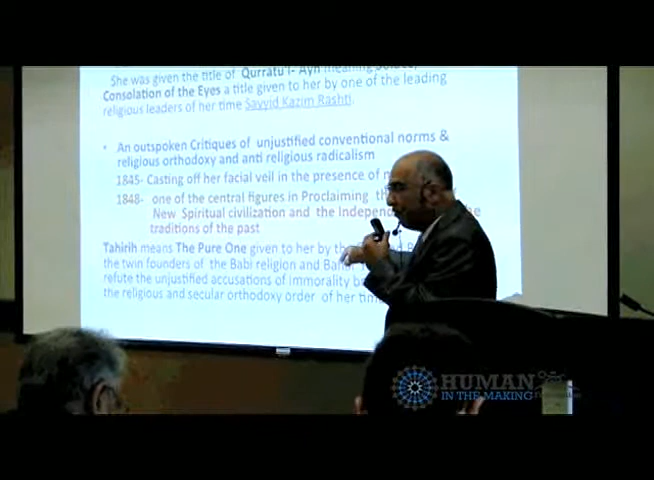 She was given the title of Qurratu'l- Ayn meaning Solace,
Consolation of the Eyes a title given to her by one of the leading
religious leaders of her time Sayyid Kazim Rashti.
• An outspoken Critiques of unjustified conventional norms &
religious orthodoxy and anti religious radicalism
1845- Casting off her facial veil in the presence of
1848- one of the central figures in Proclaiming
New Spiritual civilization and the the
traditions of the past
Tahirih means The Pure One given to her by the
the twin founders of the Babi religion and
refute the unjustified accusations of immorality
the religious and secular orthodoxy order of her
HUMAN
IN THE MAKING